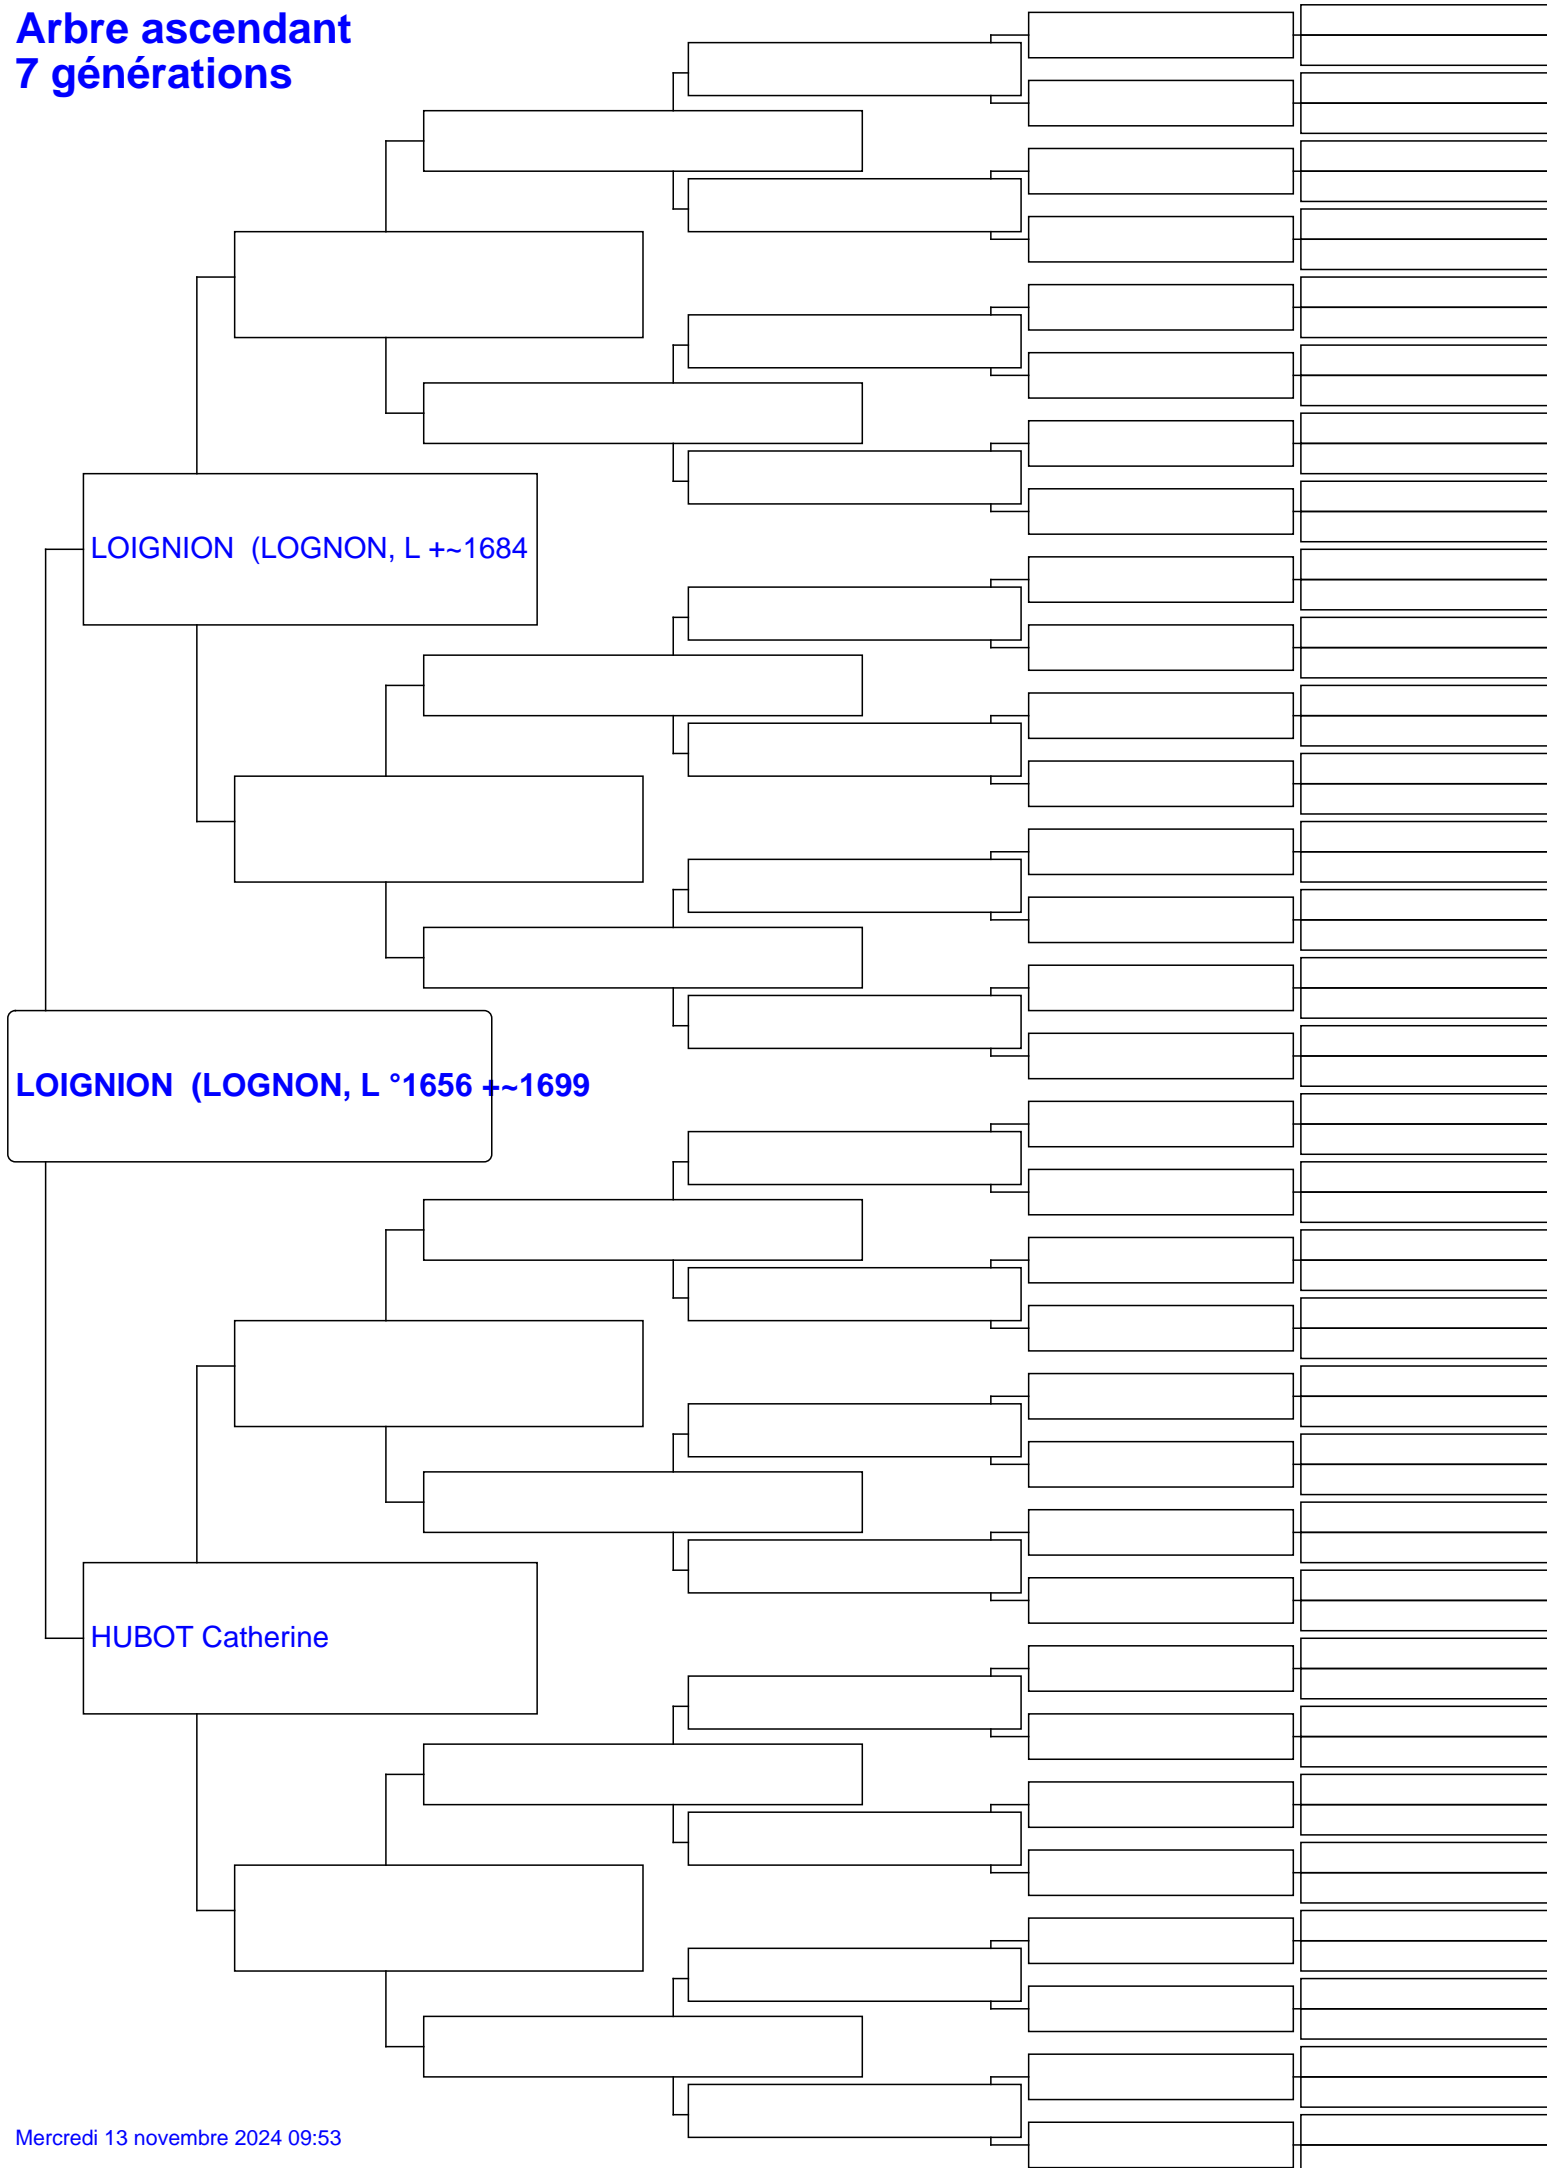 Arbre ascendant
7 générations
LOIGNION  (LOGNON, L +~1684
LOIGNION  (LOGNON, L °1656 +~1699
HUBOT Catherine
Mercredi 13 novembre 2024 09:53